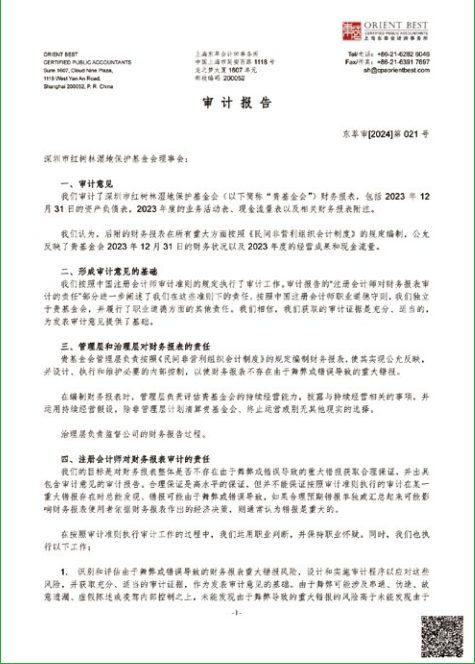 ORIENT BEST
上海东华会计师事务所
ORIENT BEST
CERTIFIED PUBLIC ACCOUNTANTS
Suite 1607, Cloud Nine Plaza,
1118 West Yan An Road,
Shanghai 200052, P. R. China
上海东华会计师事务所
中国上海市延安西路 1118 号
龙之梦大厦 1607 单元
邮政编码 200052
Tel/电话: +86-21-6282 6046
Fax/传真: +86-21-6391 7697
sh@cpaorientbest.com
审 计 报 告
东阜审[2024]第 021 号
深圳市红树林湿地保护基金会理事会：
一、审计意见
我们审计了深圳市红树林湿地保护基金会（以下简称“贵基金会”）财务报表，包括 2023 年 12
月 31 日的资产负债表，2023 年度的业务活动表、现金流量表以及相关财务报表附注。
我们认为，后附的财务报表在所有重大方面按照《民间非营利组织会计制度》的规定编制，公允
反映了贵基金会 2023 年 12 月 31 日的财务状况以及 2023 年度的经营成果和现金流量。
二、形成审计意见的基础
我们按照中国注册会计师审计准则的规定执行了审计工作。审计报告的“注册会计师对财务报表审
计的责任”部分进一步阐述了我们在这些准则下的责任。按照中国注册会计师职业道德守则，我们独立
于贵基金会，并履行了职业道德方面的其他责任。我们相信，我们获取的审计证据是充分、适当的，
为发表审计意见提供了基础。
三、管理层和治理层对财务报表的责任
贵基金会管理层负责按照《民间非营利组织会计制度》的规定编制财务报表，使其实现公允反映，
并设计、执行和维护必要的内部控制，以使财务报表不存在由于舞弊或错误导致的重大错报。
在编制财务报表时，管理层负责评估贵基金会的持续经营能力，披露与持续经营相关的事项，并
运用持续经营假设，除非管理层计划清算贵基金会、终止运营或别无其他现实的选择。
治理层负责监督公司的财务报告过程。
四、注册会计师对财务报表审计的责任
我们的目标是对财务报表整体是否不存在由于舞弊或错误导致的重大错报获取合理保证，并出具
包含审计意见的审计报告。合理保证是高水平的保证，但并不能保证按照审计准则执行的审计在某一
重大错报存在时总能发现。错报可能由于舞弊或错误导致，如果合理预期错报单独或汇总起来可能影
响财务报表使用者依据财务报表作出的经济决策，则通常认为错报是重大的。
在按照审计准则执行审计工作的过程中，我们运用职业判断，并保持职业怀疑。同时，我们也执
行以下工作：
1. 识别和评估由于舞弊或错误导致的财务报表重大错报风险，设计和实施审计程序以应对这些
风险，并获取充分、适当的审计证据，作为发表审计意见的基础。由于舞弊可能涉及串通、伪造、故
意遗漏、虚假陈述或凌驾于内部控制之上，未能发现由于舞弊导致的重大错报的风险高于未能发现由于
-1-